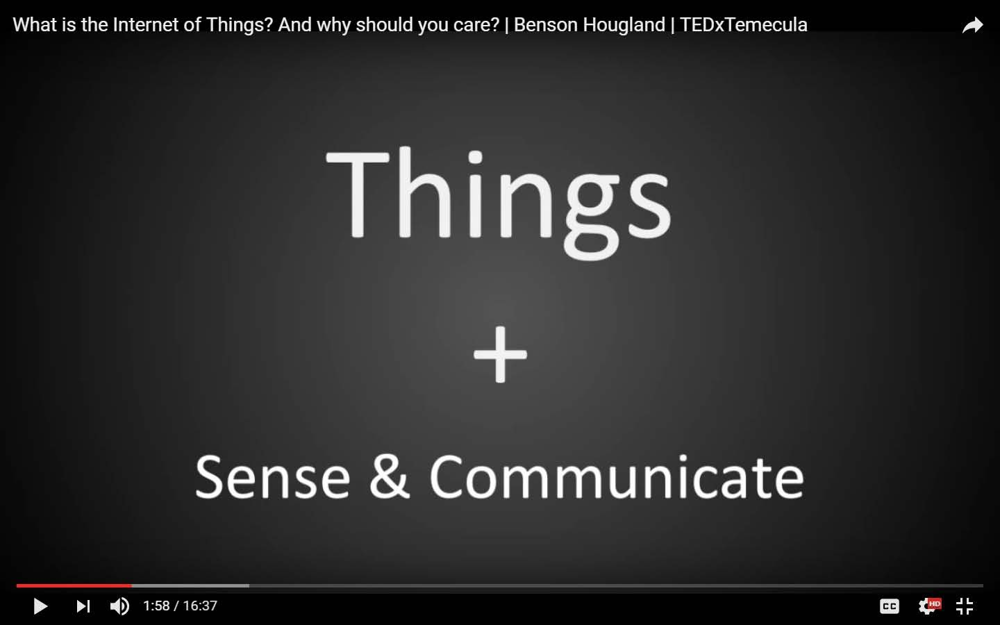 What is the Internet of Things? And why should you care? | Benson Hougland | TEDxTemecula
Things
+
Sense & Communicate
1:58 / 16:37
CC
HD